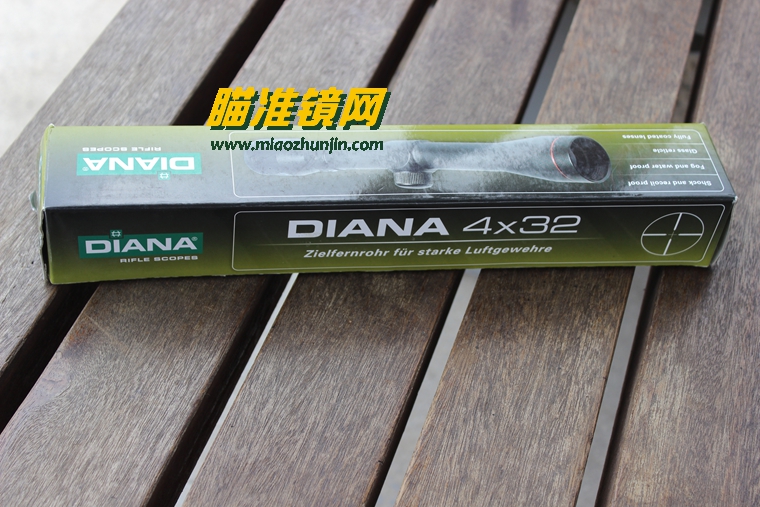 瞄准镜网
www.miaozhunjin.com
DIANA
RIFLE SCOPES
Fully coated lenses
Glass reticle
Fog and water proof
Shock and recoil proof
DIANA®
RIFLE SCOPES
DIANA 4x32
Zielfernrohr für starke Luftgewehre